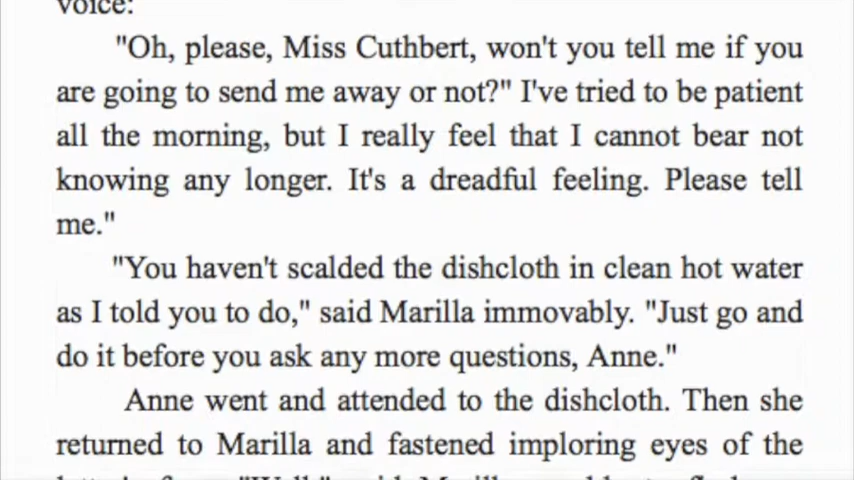 voice:
"Oh, please, Miss Cuthbert, won't you tell me if you
are going to send me away or not?" I've tried to be patient
all the morning, but I really feel that I cannot bear not
knowing any longer. It's a dreadful feeling. Please tell
me."
"You haven't scalded the dishcloth in clean hot water
as I told you to do," said Marilla immovably. "Just go and
do it before you ask any more questions, Anne."
Anne went and attended to the dishcloth. Then she
returned to Marilla and fastened imploring eyes of the